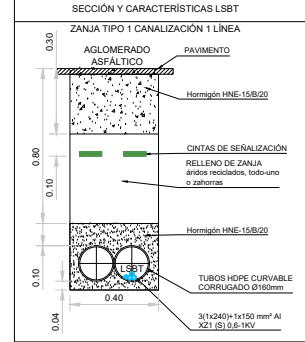 SECCIÓN Y CARACTERÍSTICAS LSBT
ZANJA TIPO 1 CANALIZACIÓN 1 LÍNEA
AGLOMERADO
ASFÁLTICO
PAVIMENTO
0.30
Hormigón HNE-15/B/20
0.80
0.10
CINTAS DE SEÑALIZACIÓN
RELLENO DE ZANJA
áridos reciclados, todo-uno
o zahorras
Hormigón HNE-15/B/20
0.10
LSBT
TUBOS HDPE CURVABLE
CORRUGADO Ø160mm
0.40
0.04
3(1x240)+1x150 mm² Al
XZ1 (S) 0,6-1KV